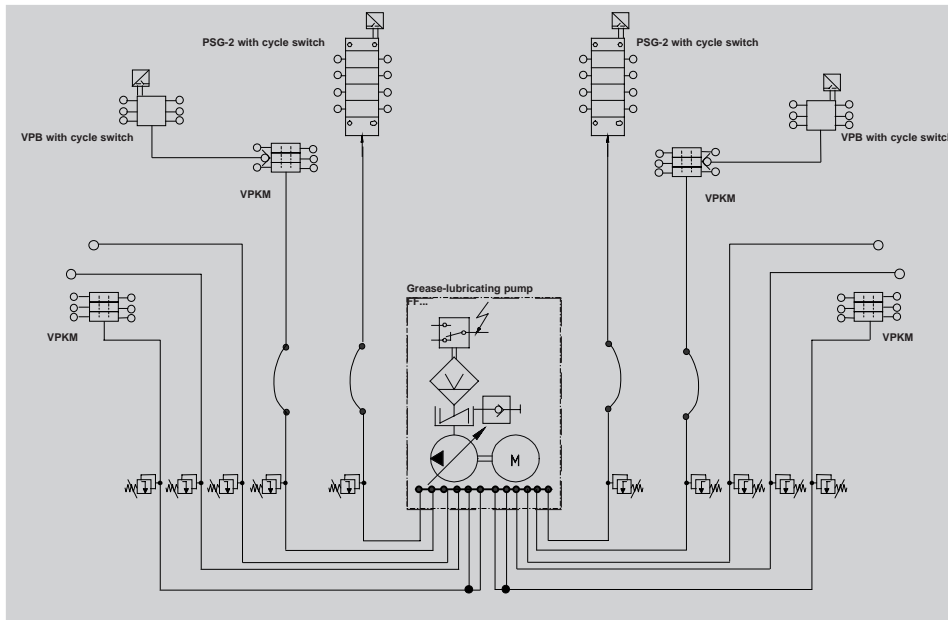 PSG-2 with cycle switch
PSG-2 with cycle switch
VPB with cycle switch
VPB with cycle switch
VPKM
VPKM
Grease-lubricating pump
FF...
VPKM
VPKM
M